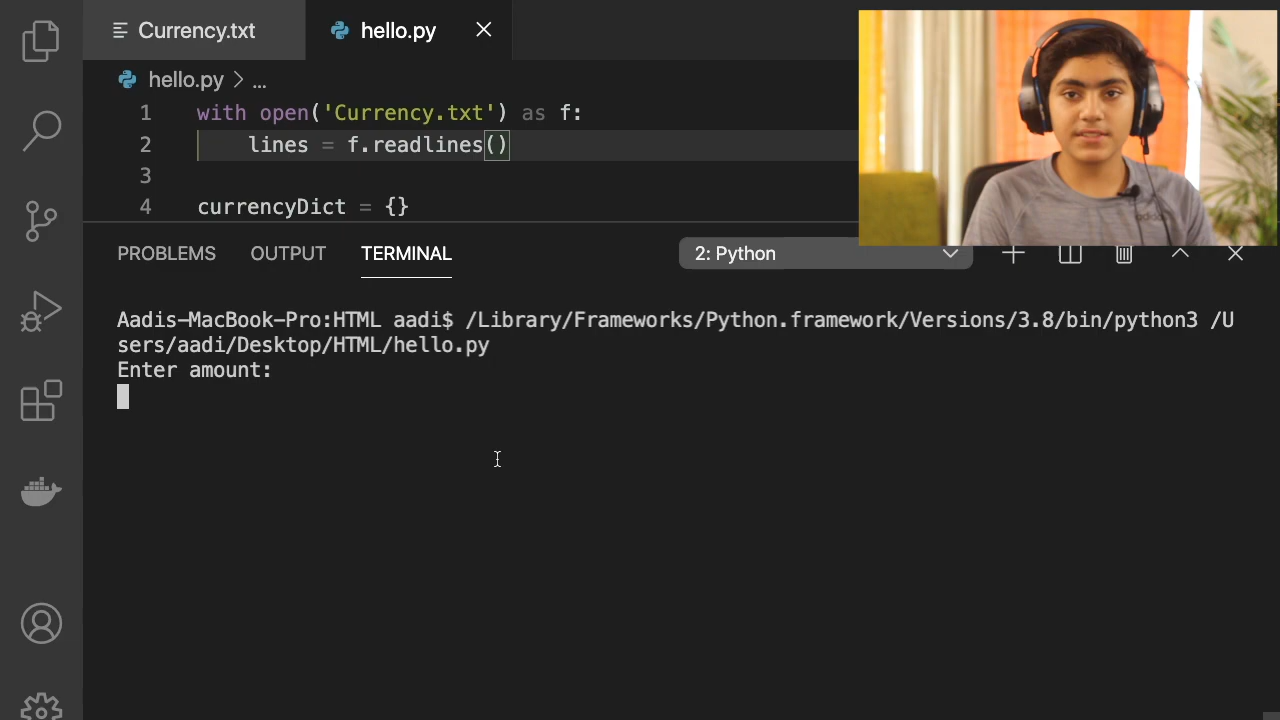 Currency.txt
hello.py
hello.py > ...
1 with open('Currency.txt') as f:
2 lines = f.readlines()
3
4 currencyDict = {}
PROBLEMS OUTPUT TERMINAL 2: Python
Aadis-MacBook-Pro:HTML aadi$ /Library/Frameworks/Python.framework/Versions/3.8/bin/python3 /U
sers/aadi/Desktop/HTML/hello.py
Enter amount:
adidas